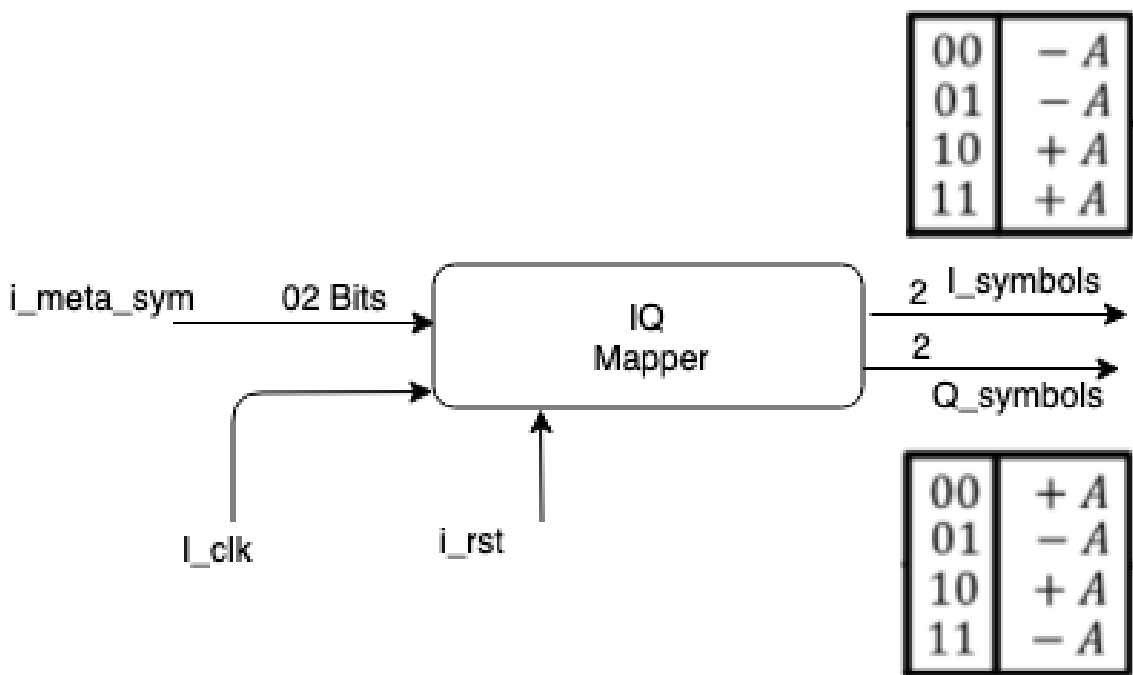 00 − A
01 − A
10 + A
11 + A
i_meta_sym
02 Bits
IQ
Mapper
2
I_symbols
2
Q_symbols
I_clk
i_rst
00 + A
01 − A
10 + A
11 − A